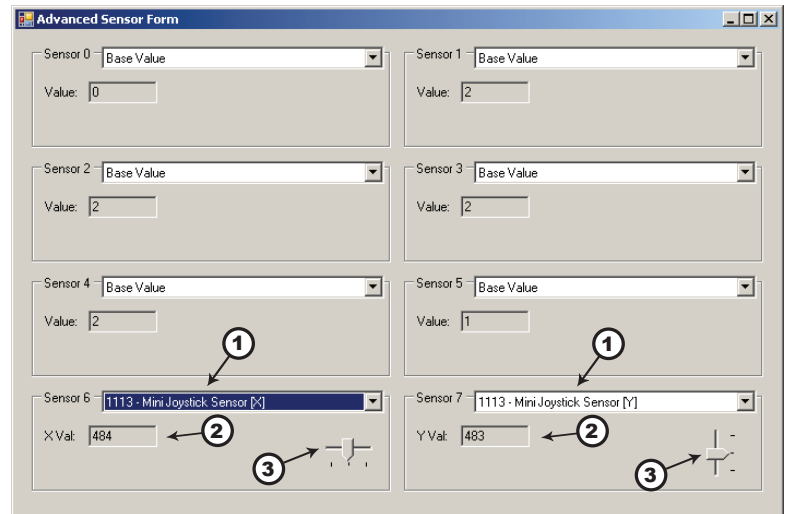 Advanced Sensor Form
Sensor 0 Base Value
Value: 0
Sensor 1 Base Value
Value: 2
Sensor 2 Base Value
Value: 2
Sensor 3 Base Value
Value: 2
Sensor 4 Base Value
Value: 2
Sensor 5 Base Value
Value: 1
1
1
Sensor 6 1113 - Mini Joystick Sensor [X]
X Val: 484
2
3
Sensor 7 1113 - Mini Joystick Sensor [Y]
Y Val: 483
2
3